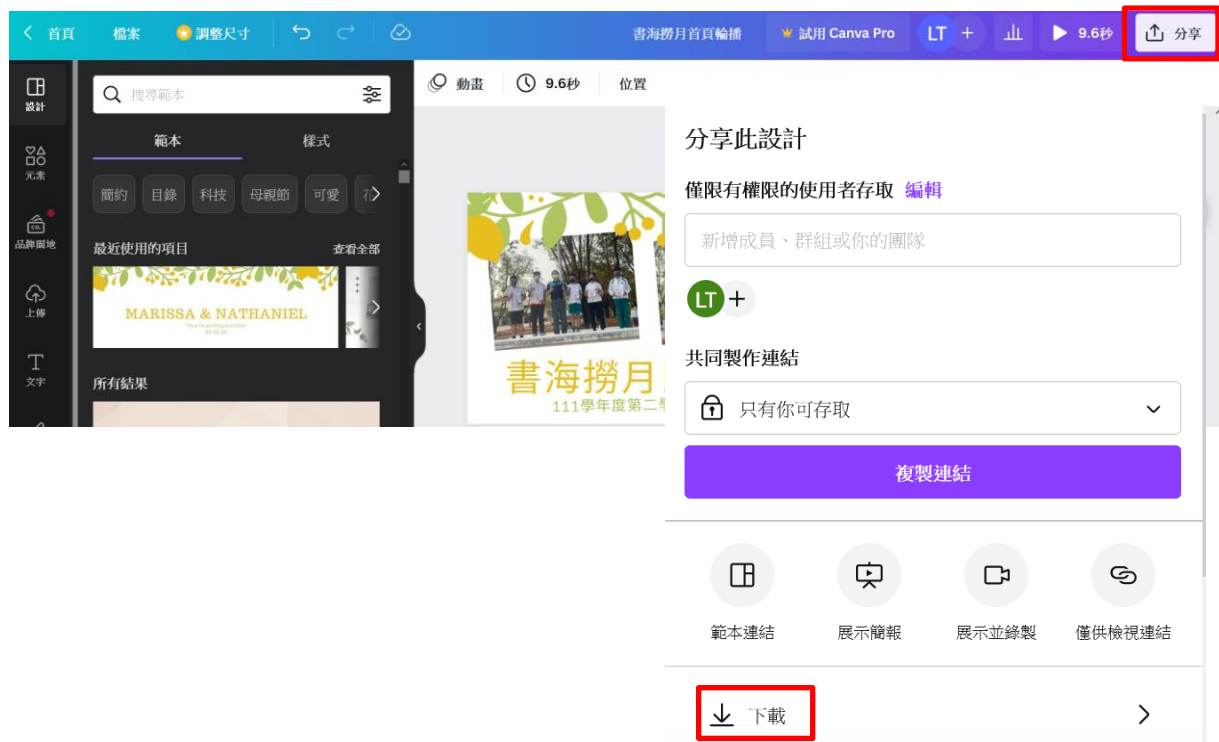 首頁
檔案
調整尺寸
書海撈月首頁輪播
試用 Canva Pro
LT
+
9.6秒
分享
設計
元素
品牌園地
CO.
上傳
文字
搜尋範本
範本
樣式
簡約
目錄
科技
母親節
可愛
最近使用的項目
查看全部
MARISSA & NATHANIEL
所有結果
動畫
9.6秒
位置
書海撈月
111學年度第二
分享此設計
僅限有權限的使用者存取 編輯
新增成員、群組或你的團隊
LT
+
共同製作連結
只有你可存取
複製連結
範本連結
展示簡報
展示並錄製
僅供檢視連結
下載